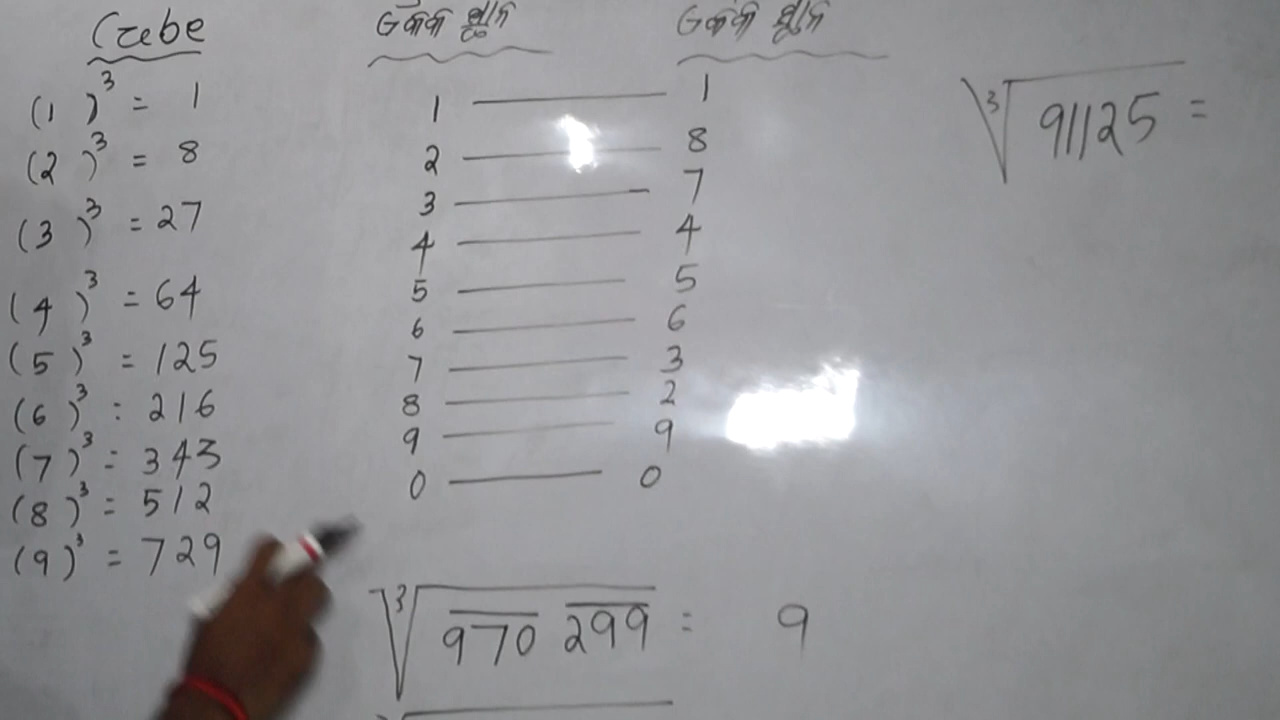 Cube
(1)³ = 1
(2)³ = 8
(3)³ = 27
(4)³ = 64
(5)³ = 125
(6)³ : 216
(7)³ = 343
(8)³ = 512
(9)³ = 729
ଏକକ ସ୍ଥାନ ଏକକ ସ୍ଥାନ
1 — 1
2 — 8
3 — 7
4 — 4
5 — 5
6 — 6
7 — 3
8 — 2
9 — 9
0 — 0
∛91125 =
∛970 299 = 9